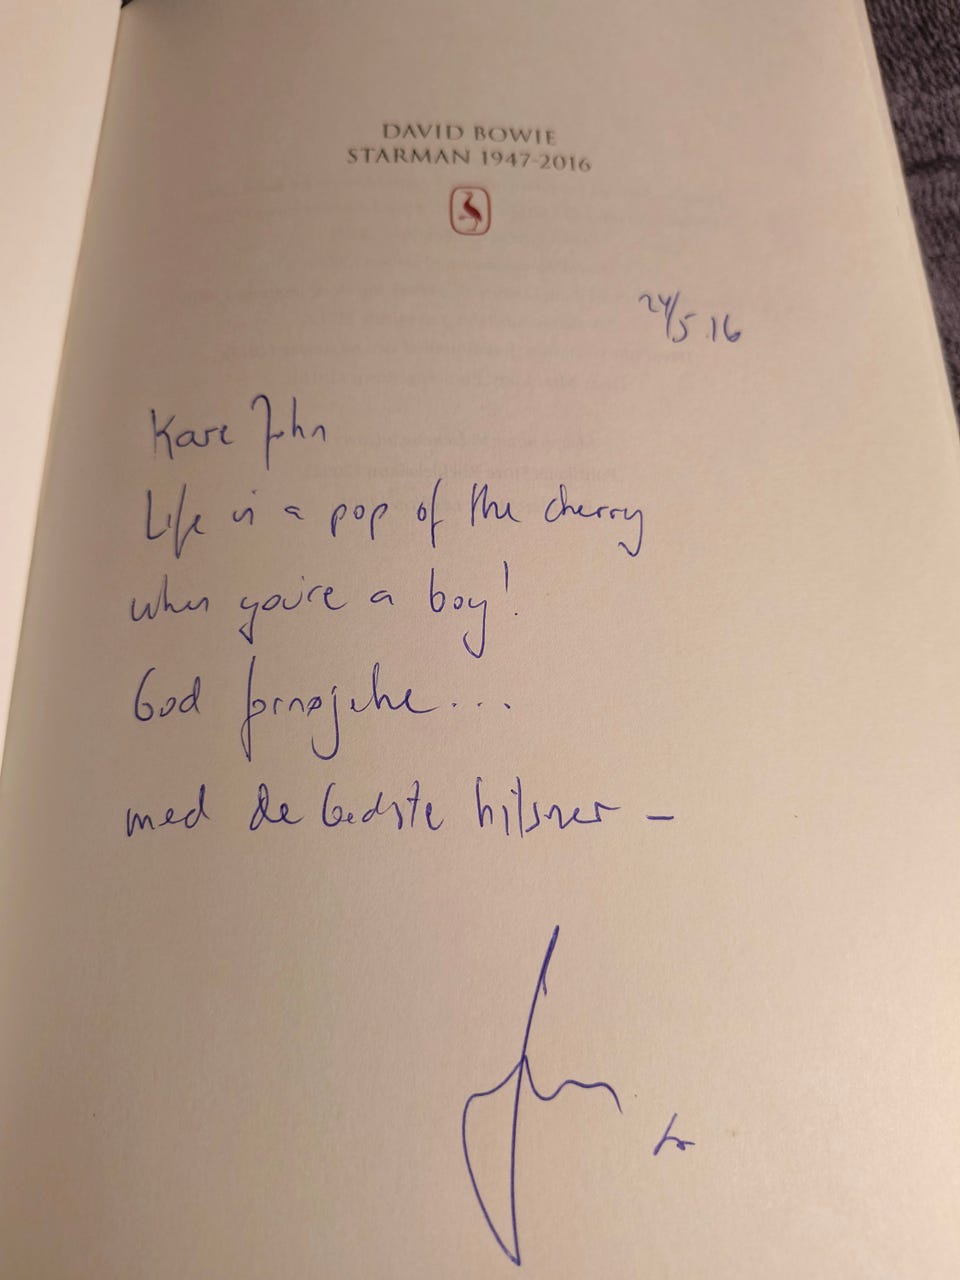 DAVID BOWIE
STARMAN 1947-2016
24/5.16
Kære John
Life is a pop of the cherry
when you're a boy!
God fornøjelse...
med de bedste hilsner –